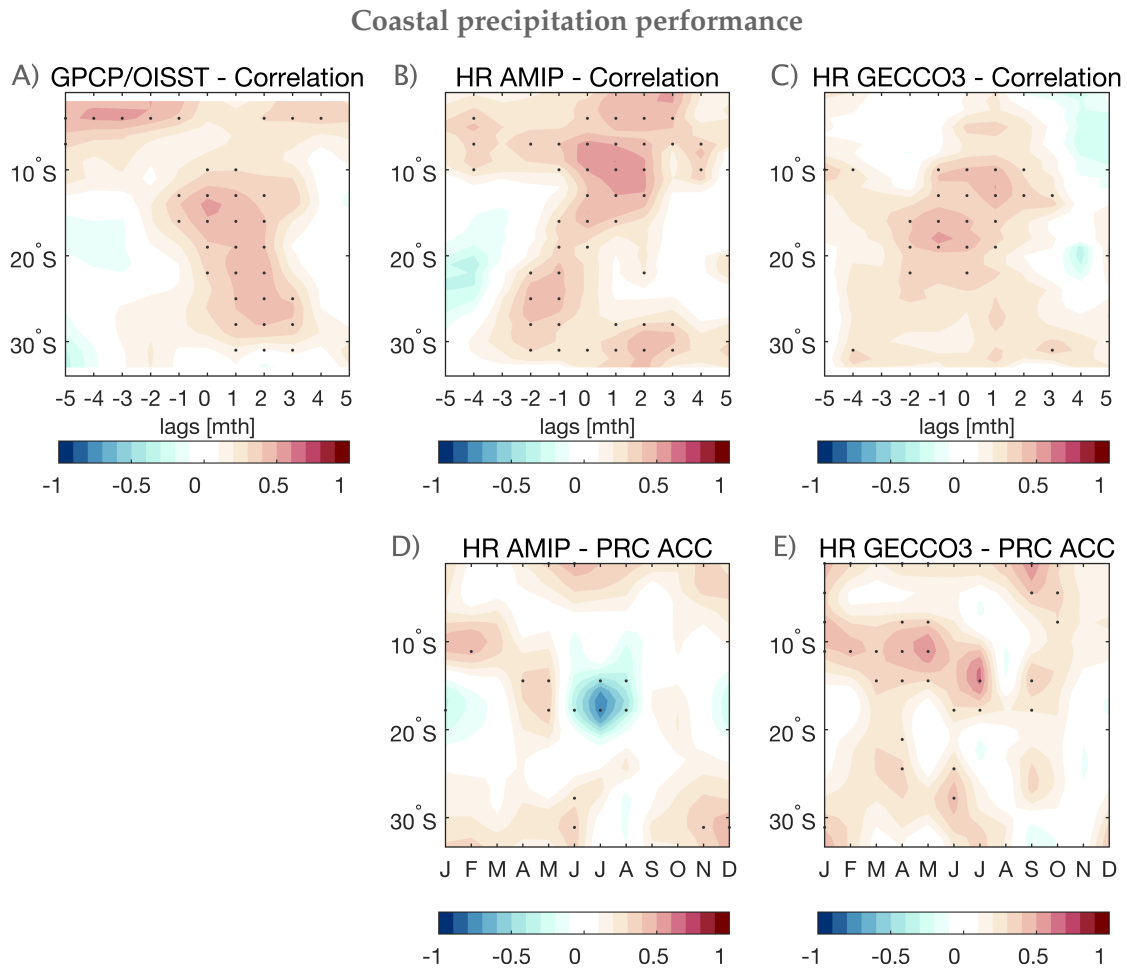 Coastal precipitation performance
A) GPCP/OISST - Correlation
B) HR AMIP - Correlation
C) HR GECCO3 - Correlation
10°S
20°S
30°S
10°S
20°S
30°S
10°S
20°S
30°S
-5 -4 -3 -2 -1 0 1 2 3 4 5
-5 -4 -3 -2 -1 0 1 2 3 4 5
-5 -4 -3 -2 -1 0 1 2 3 4 5
lags [mth]
lags [mth]
lags [mth]
-1 -0.5 0 0.5 1
-1 -0.5 0 0.5 1
-1 -0.5 0 0.5 1
D) HR AMIP - PRC ACC
E) HR GECCO3 - PRC ACC
10°S
20°S
30°S
10°S
20°S
30°S
J F M A M J J A S O N D
J F M A M J J A S O N D
-1 -0.5 0 0.5 1
-1 -0.5 0 0.5 1